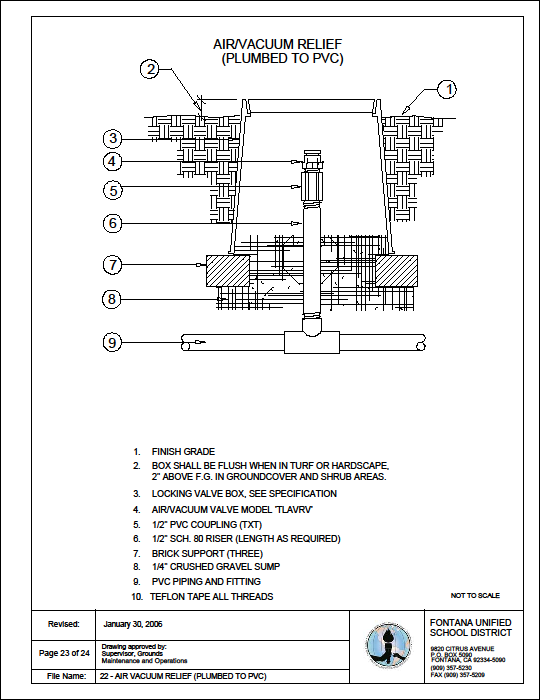 AIR/VACUUM RELIEF
(PLUMBED TO PVC)
2
1
3
4
5
6
7
8
9
1. FINISH GRADE
2. BOX SHALL BE FLUSH WHEN IN TURF OR HARDSCAPE,
2" ABOVE F.G. IN GROUNDCOVER AND SHRUB AREAS.
3. LOCKING VALVE BOX, SEE SPECIFICATION
4. AIR/VACUUM VALVE MODEL 'TLAVRV'
5. 1/2" PVC COUPLING (TXT)
6. 1/2" SCH. 80 RISER (LENGTH AS REQUIRED)
7. BRICK SUPPORT (THREE)
8. 1/4" CRUSHED GRAVEL SUMP
9. PVC PIPING AND FITTING
10. TEFLON TAPE ALL THREADS
NOT TO SCALE
Revised: January 30, 2006
Page 23 of 24
Drawing approved by:
Supervisor, Grounds
Maintenance and Operations
File Name: 22 - AIR VACUUM RELIEF (PLUMBED TO PVC)
FONTANA UNIFIED
SCHOOL DISTRICT
9820 CITRUS AVENUE
P.O. BOX 5090
FONTANA, CA 92334-5090
(909) 357-5230
FAX (909) 357-5209